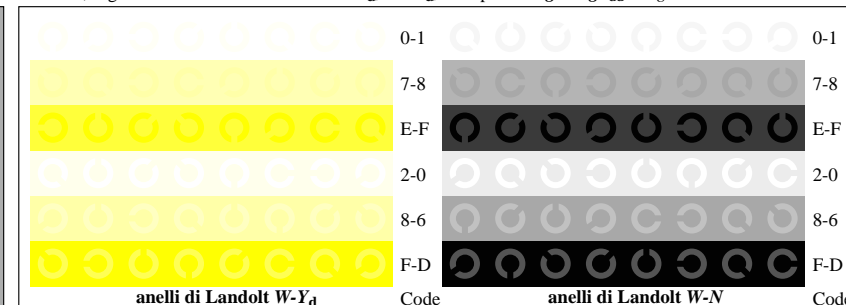 0-1 0-1
7-8 7-8
E-F E-F
2-0 2-0
8-6 8-6
F-D F-D
anelli di Landolt W-Yd Code anelli di Landolt W-N Code